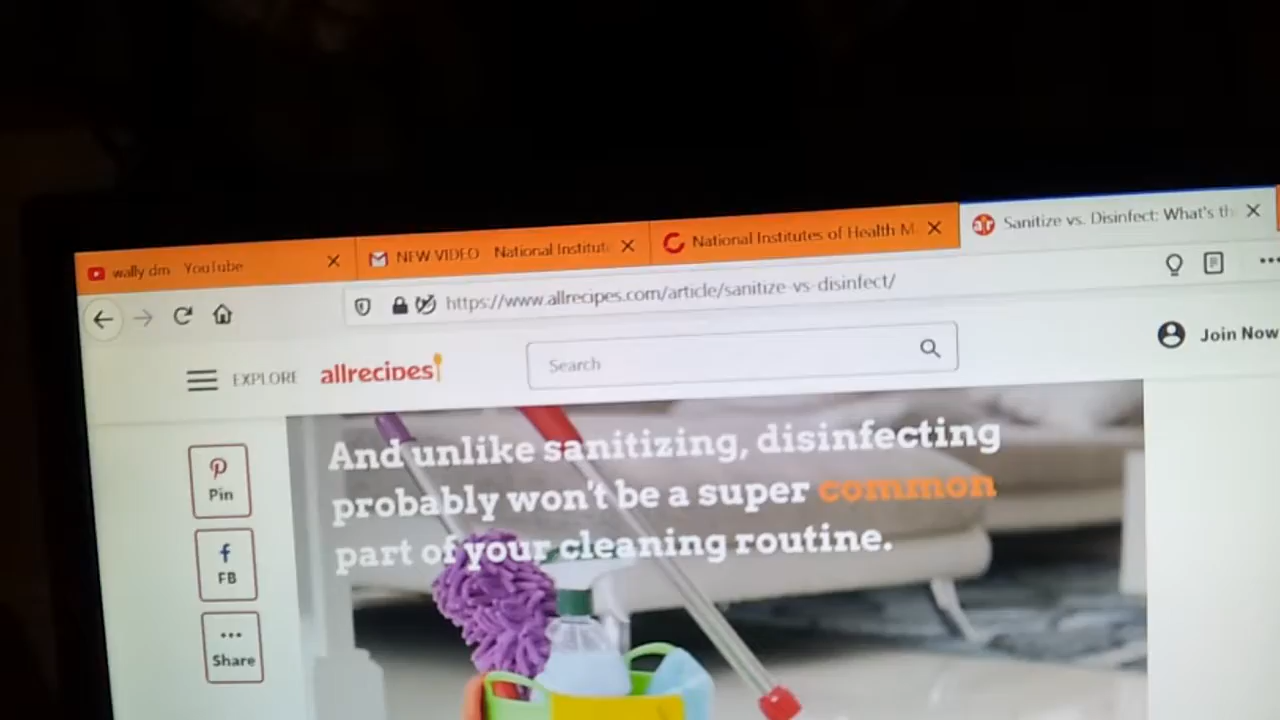 wally dm YouTube
NEW VIDEO National Institut
National Institutes of Health M
Sanitize vs. Disinfect: What's th
https://www.allrecipes.com/article/sanitize-vs-disinfect/
EXPLORE
allrecipes
Search
Join Now
And unlike sanitizing, disinfecting
probably won't be a super common
part of your cleaning routine.
Pin
FB
Share